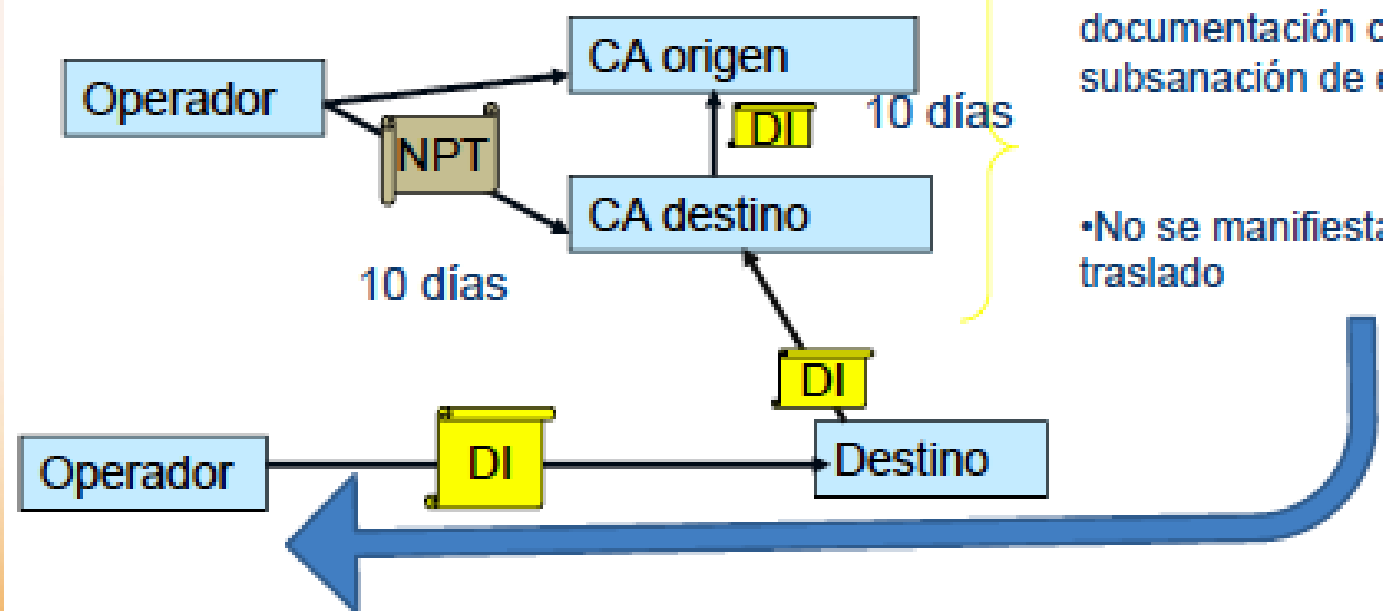 documentación
subsanación de
CA origen
Operador
DI
10 días
NPT
CA destino
•No se manifiesta
traslado
10 días
DI
Operador
DI
Destino